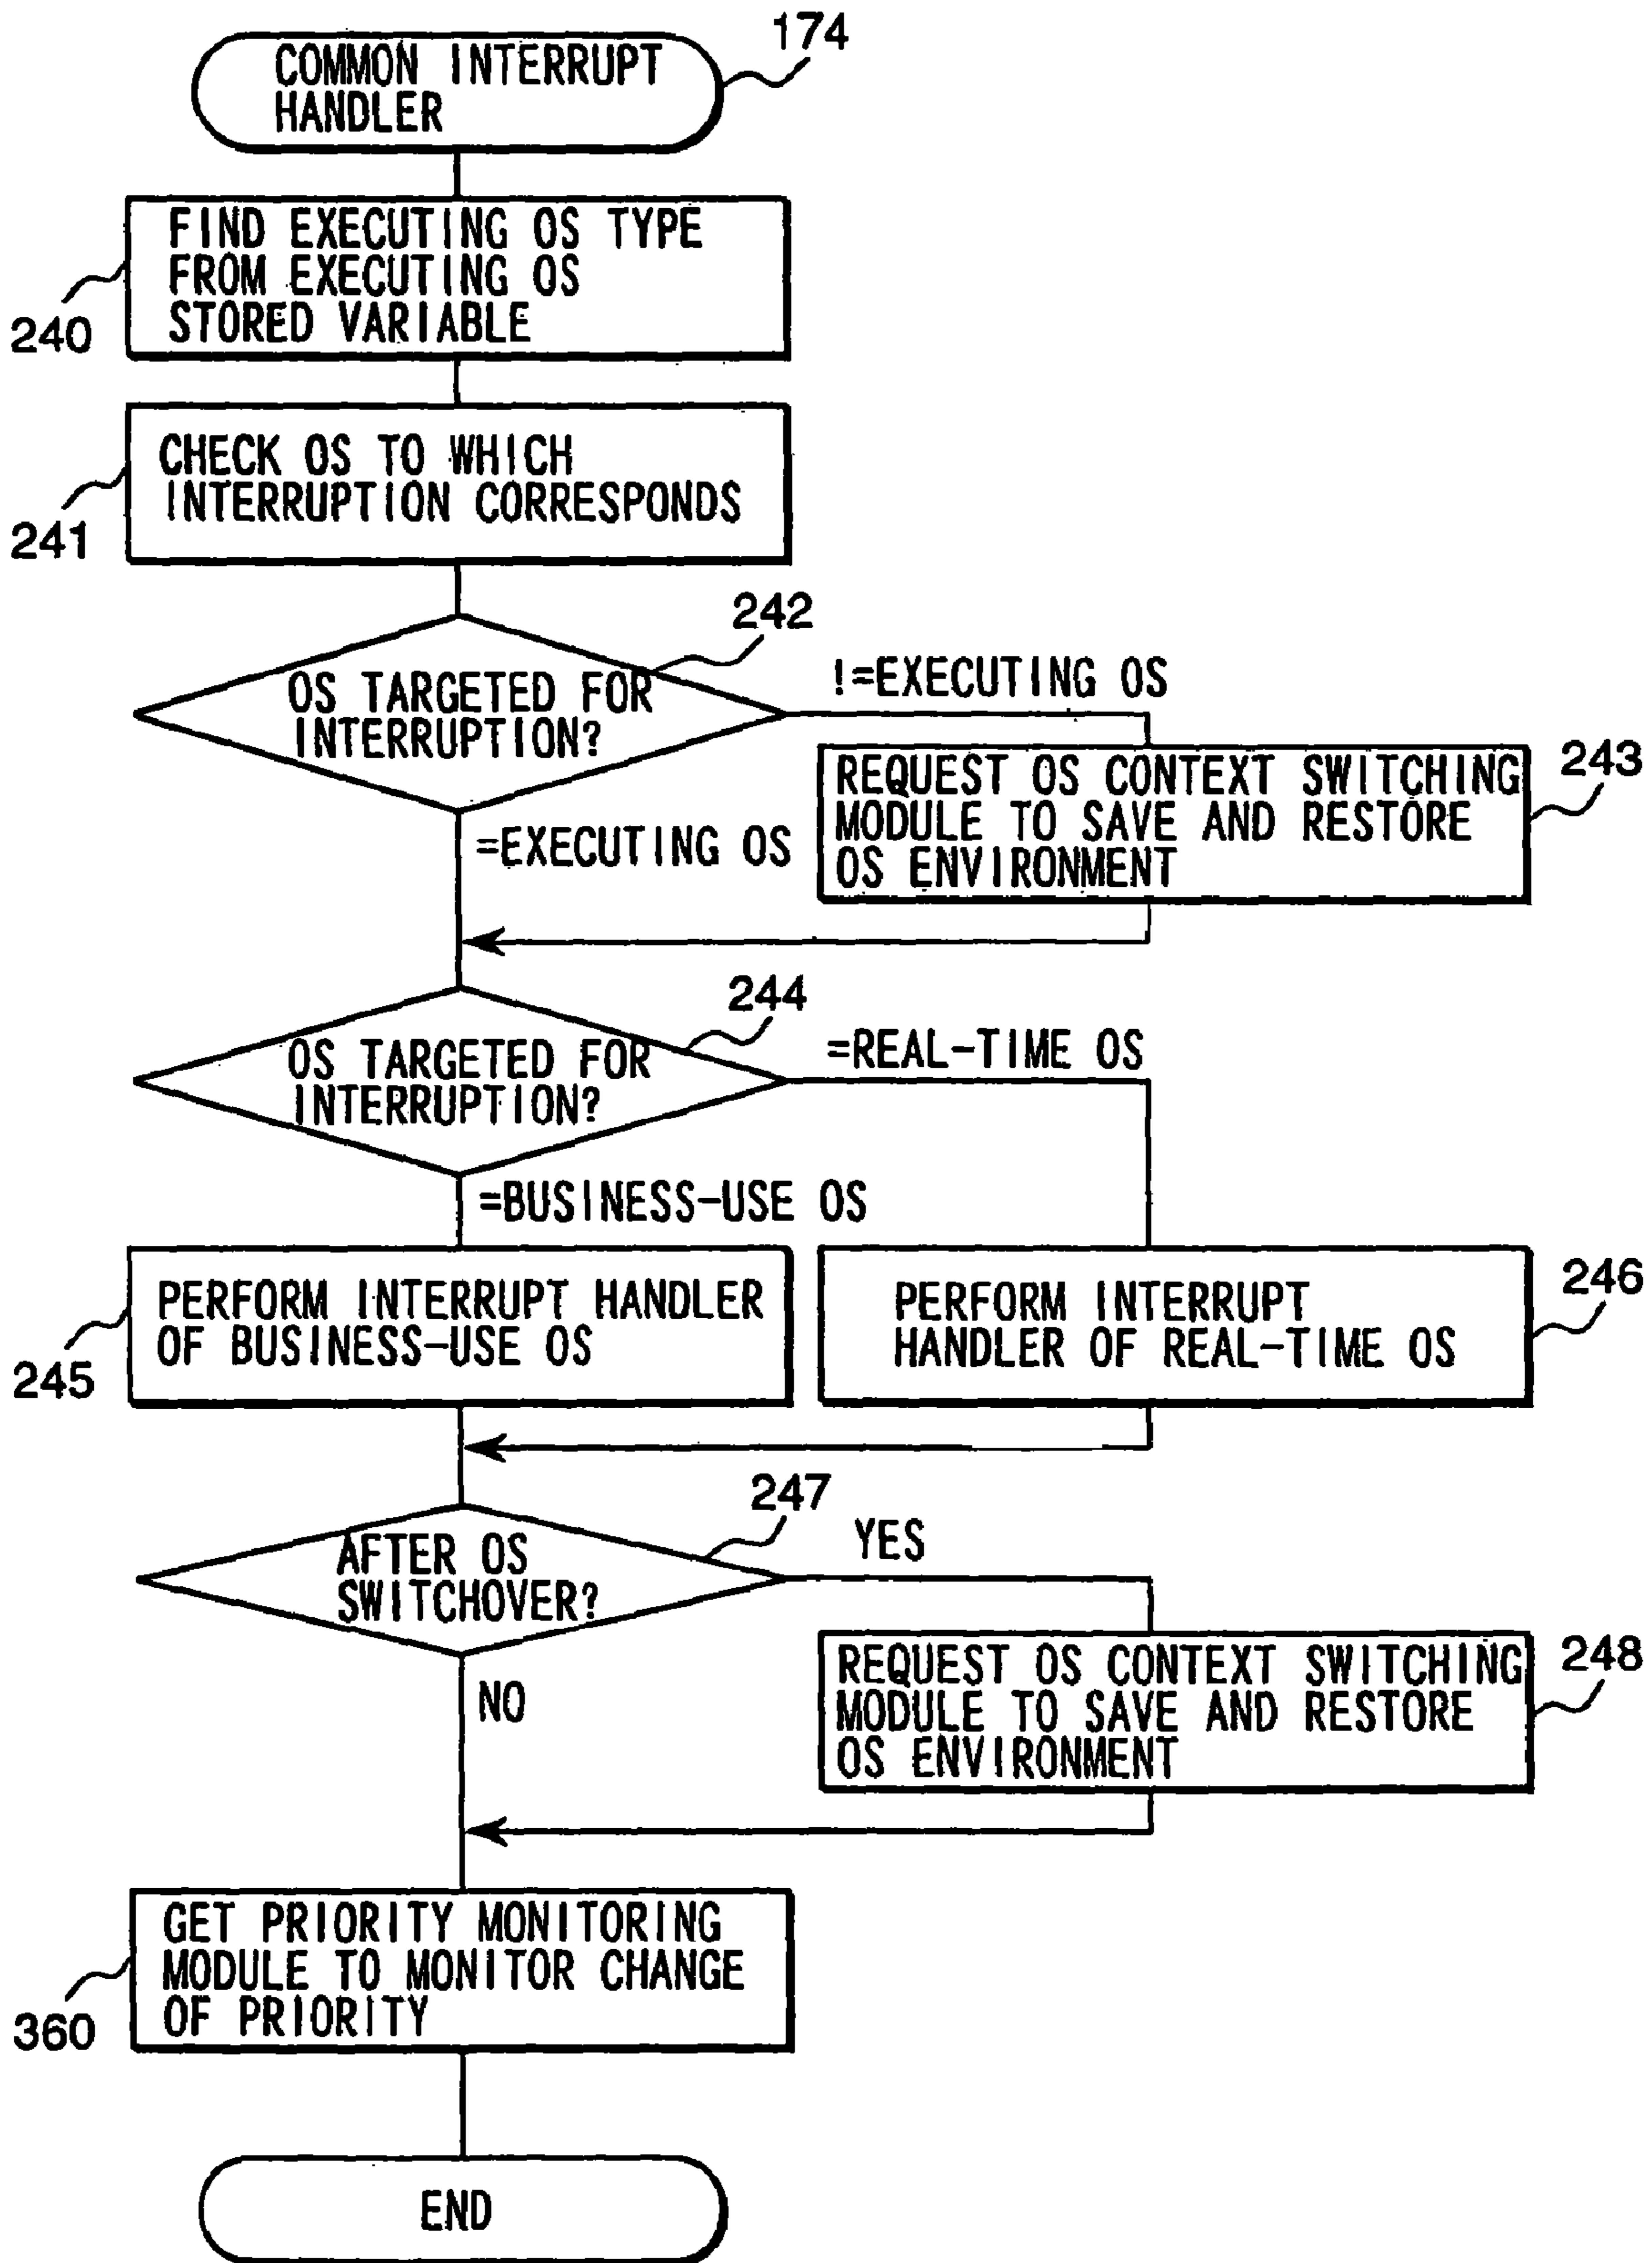 174
COMMON INTERRUPT
HANDLER
FIND EXECUTING OS TYPE
FROM EXECUTING OS
STORED VARIABLE
240
CHECK OS TO WHICH
INTERRUPTION CORRESPONDS
241
242
OS TARGETED FOR
INTERRUPTION?
!=EXECUTING OS
=EXECUTING OS
REQUEST OS CONTEXT SWITCHING
MODULE TO SAVE AND RESTORE
OS ENVIRONMENT
243
244
OS TARGETED FOR
INTERRUPTION?
=REAL-TIME OS
=BUSINESS-USE OS
PERFORM INTERRUPT HANDLER
OF BUSINESS-USE OS
245
PERFORM INTERRUPT
HANDLER OF REAL-TIME OS
246
247
AFTER OS
SWITCHOVER?
YES
NO
REQUEST OS CONTEXT SWITCHING
MODULE TO SAVE AND RESTORE
OS ENVIRONMENT
248
GET PRIORITY MONITORING
MODULE TO MONITOR CHANGE
OF PRIORITY
360
END